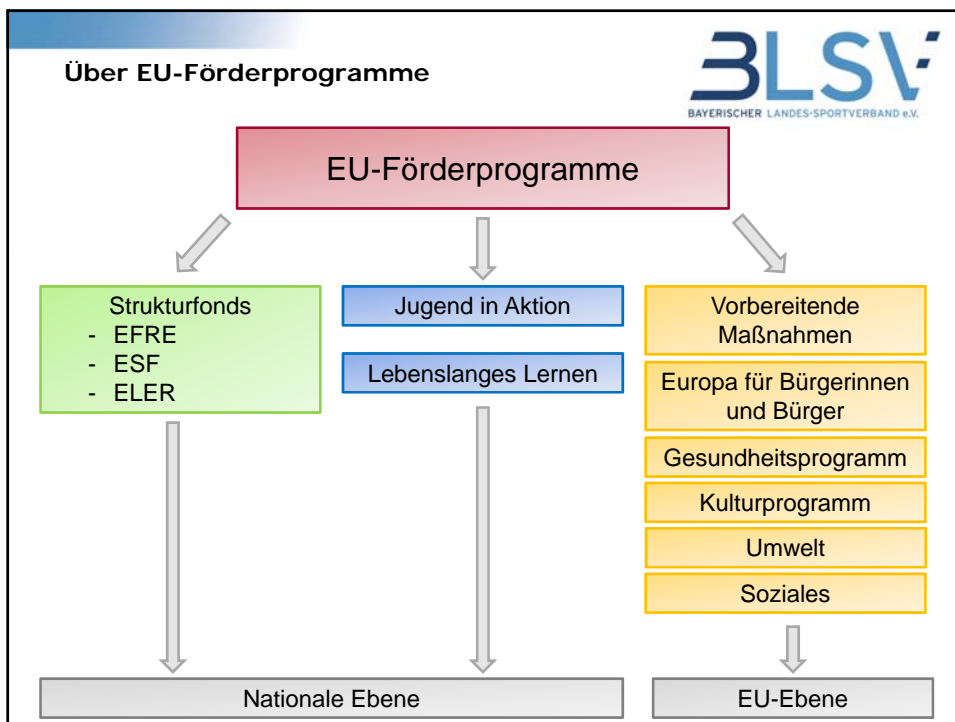 Über EU-Förderprogramme
BLSV
BAYERISCHER LANDES-SPORTVERBAND e.V.
EU-Förderprogramme
Strukturfonds
- EFRE
- ESF
- ELER
Jugend in Aktion
Lebenslanges Lernen
Vorbereitende
Maßnahmen
Europa für Bürgerinnen
und Bürger
Gesundheitsprogramm
Kulturprogramm
Umwelt
Soziales
Nationale Ebene
EU-Ebene